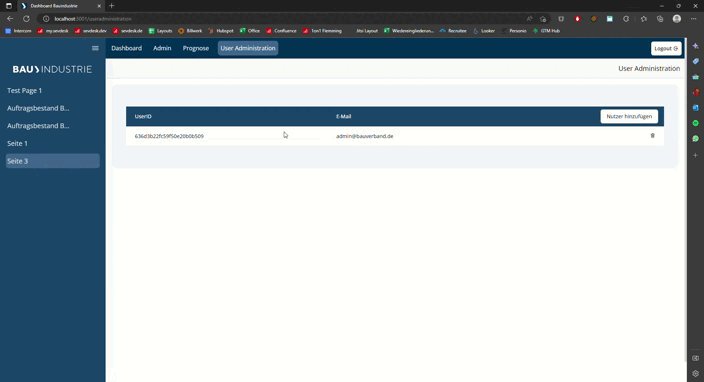 Dashboard Bauindustrie
localhost:3001/useradministration
Intercom my.sevdesk sevdesk.dev sevdesk.de Layouts Billwerk Hubspot Office Confluence 1on1 Flemming Jitsi Layout Wiedereingliederun... Recruitee Looker Personio GTM Hub
Dashboard Admin Prognose User Administration Logout
BAUINDUSTRIE
User Administration
Test Page 1
Auftragsbestand B...
Auftragsbestand B...
Seite 1
Seite 3
UserID E-Mail Nutzer hinzufügen
636d3b22fc59f50e20b0b509 admin@bauverband.de